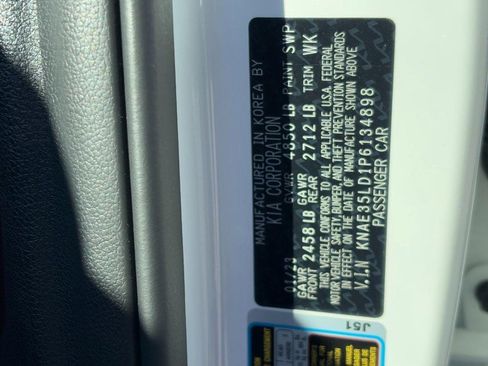 MANUFACTURED IN KOREA BY
KIA CORPORATION
01/23 GVWR 4850 LB PAINT SWP
GAWR GAWR
FRONT 2458 LB REAR 2712 LB TRIM WK
THIS VEHICLE CONFORMS TO ALL APPLICABLE U.S.A. FEDERAL
MOTOR VEHICLE SAFETY, BUMPER, AND THEFT PREVENTION STANDARDS
IN EFFECT ON THE DATE OF MANUFACTURE SHOWN ABOVE
V.I.N KNAE35LD1P6134898
PASSENGER CAR
J51